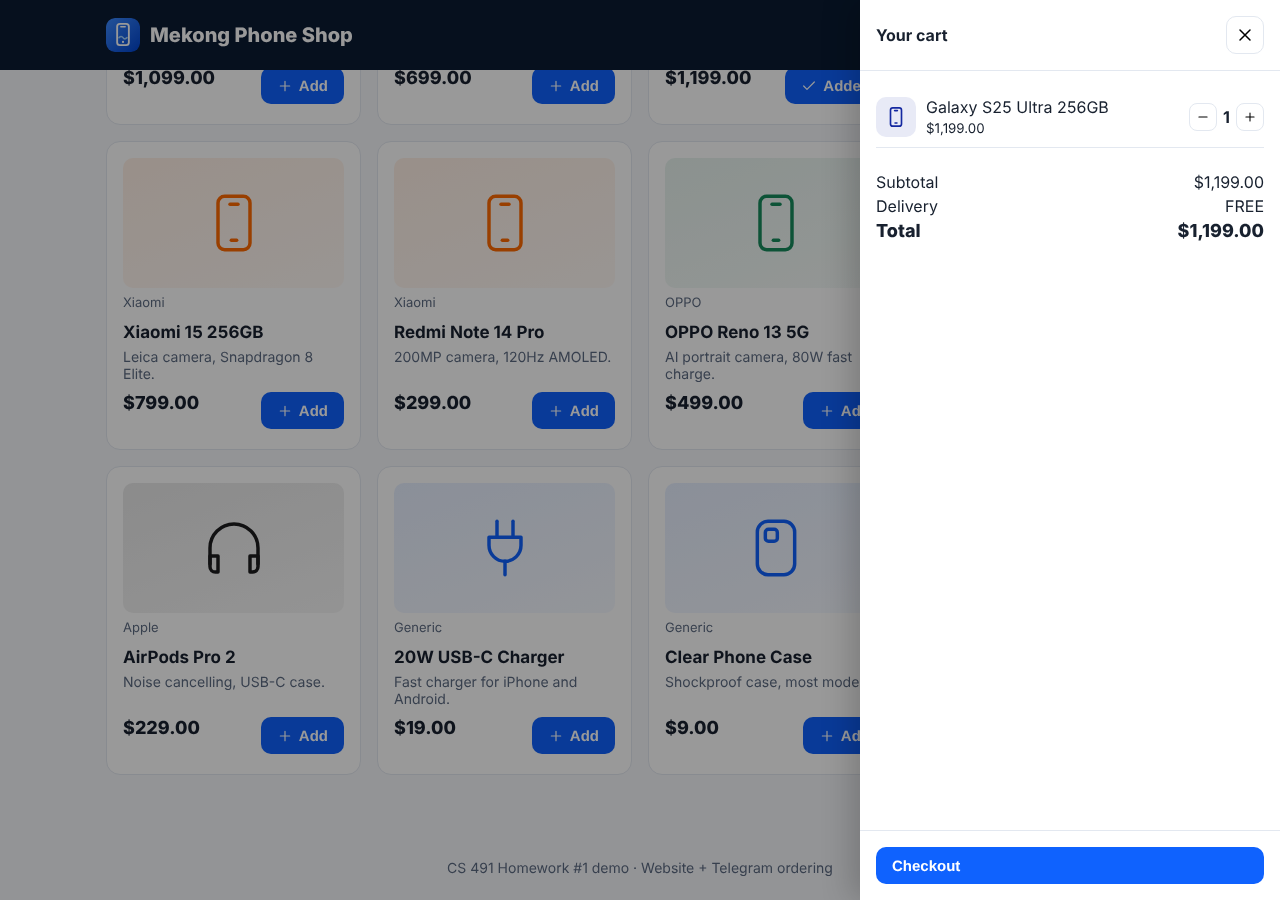 Mekong Phone Shop
$1,099.00
Add
$699.00
Add
$1,199.00
Xiaomi
Xiaomi 15 256GB
Leica camera, Snapdragon 8
Elite.
$799.00
Add
Xiaomi
Redmi Note 14 Pro
200MP camera, 120Hz AMOLED.
$299.00
Add
OPPO
OPPO Reno 13 5G
AI portrait camera, 80W fast
charge.
$499.00
Apple
AirPods Pro 2
Noise cancelling, USB-C case.
$229.00
Add
Generic
20W USB-C Charger
Fast charger for iPhone and
Android.
$19.00
Add
Generic
Clear Phone Case
Shockproof case, most
$9.00
CS 491 Homework #1 demo · Website + Telegram ordering
Your cart
Galaxy S25 Ultra 256GB
$1,199.00
1
Subtotal $1,199.00
Delivery FREE
Total $1,199.00
Checkout